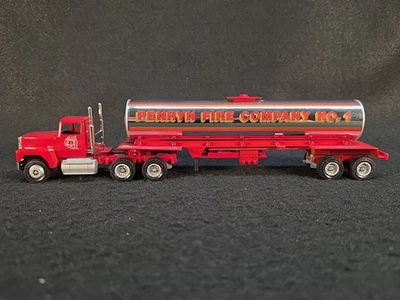 PENRYN FIRE COMPANY NO. 1